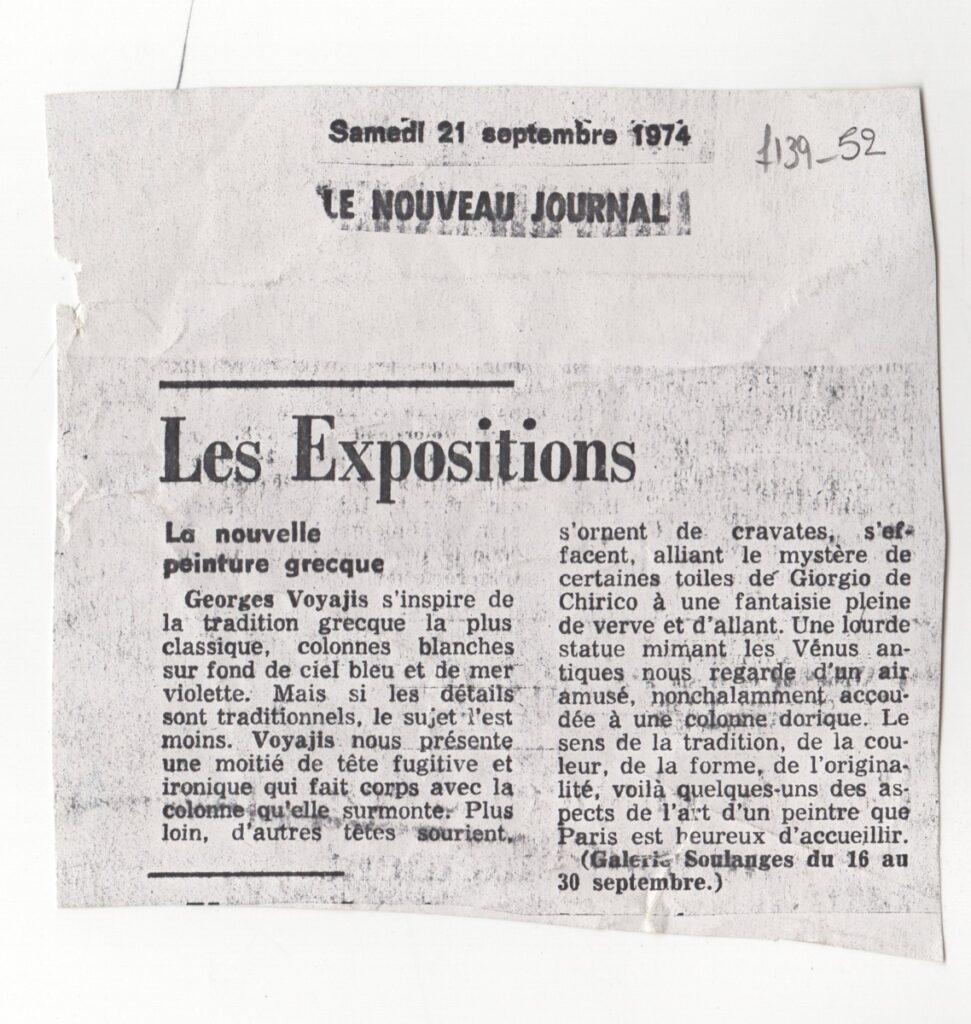 Samedi 21 septembre 1974
1139-52
LE NOUVEAU JOURNAL
Les Expositions
La nouvelle
peinture grecque
Georges Voyajis s'inspire de
la tradition grecque la plus
classique, colonnes blanches
sur fond de ciel bleu et de mer
violette. Mais si les détails
sont traditionnels, le sujet l'est
moins. Voyajis nous présente
une moitié de tête fugitive et
ironique qui fait corps avec la
colonne qu'elle surmonte. Plus
loin, d'autres têtes sourient,
s'ornent de cravates, s'ef-
facent, alliant le mystère de
certaines toiles de Giorgio de
Chirico à une fantaisie pleine
de verve et d'allant. Une lourde
statue mimant les Vénus an-
tiques nous regarde d'un air
amusé, nonchalamment accou-
dée à une colonne dorique. Le
sens de la tradition, de la cou-
leur, de la forme, de l'origina-
lité, voilà quelques-uns des as-
pects de l'art d'un peintre que
Paris est heureux d'accueillir.
(Galerie Soulanges du 16 au
30 septembre.)